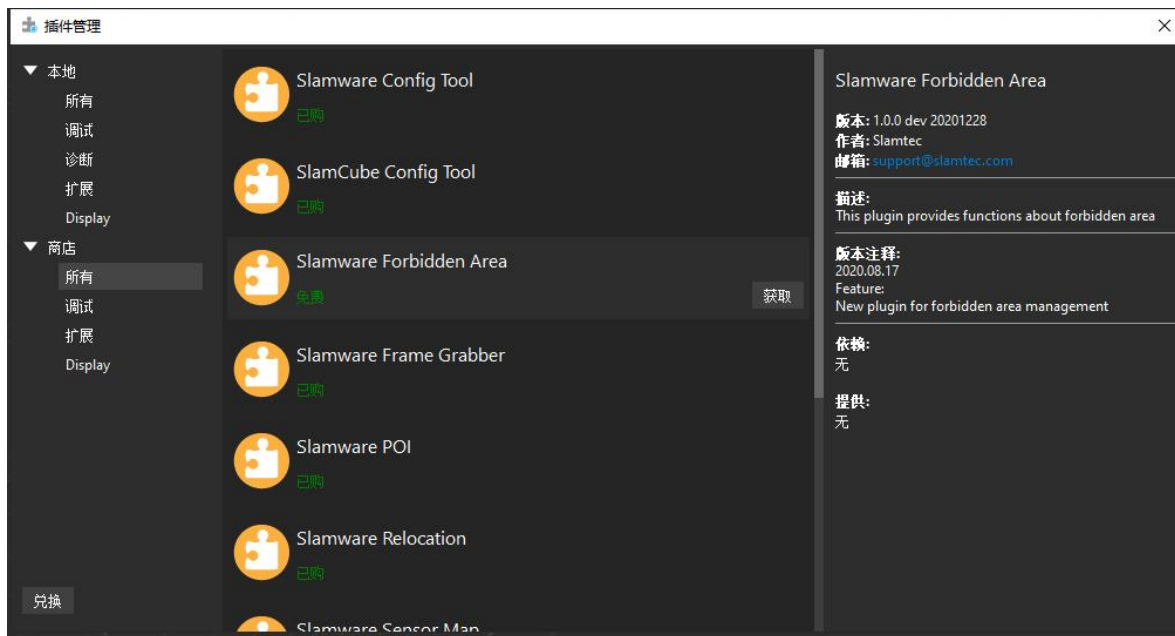 插件管理
本地
所有
调试
诊断
扩展
Display
商店
所有
调试
扩展
Display
兑换
Slamware Config Tool
已购
SlamCube Config Tool
已购
Slamware Forbidden Area
免费
获取
Slamware Frame Grabber
已购
Slamware POI
已购
Slamware Relocation
已购
Slamware Sensor Map
Slamware Forbidden Area
版本: 1.0.0 dev 20201228
作者: Slamtec
邮箱: support@slamtec.com
描述:
This plugin provides functions about forbidden area
版本注释:
2020.08.17
Feature:
New plugin for forbidden area management
依赖:
无
提供:
无